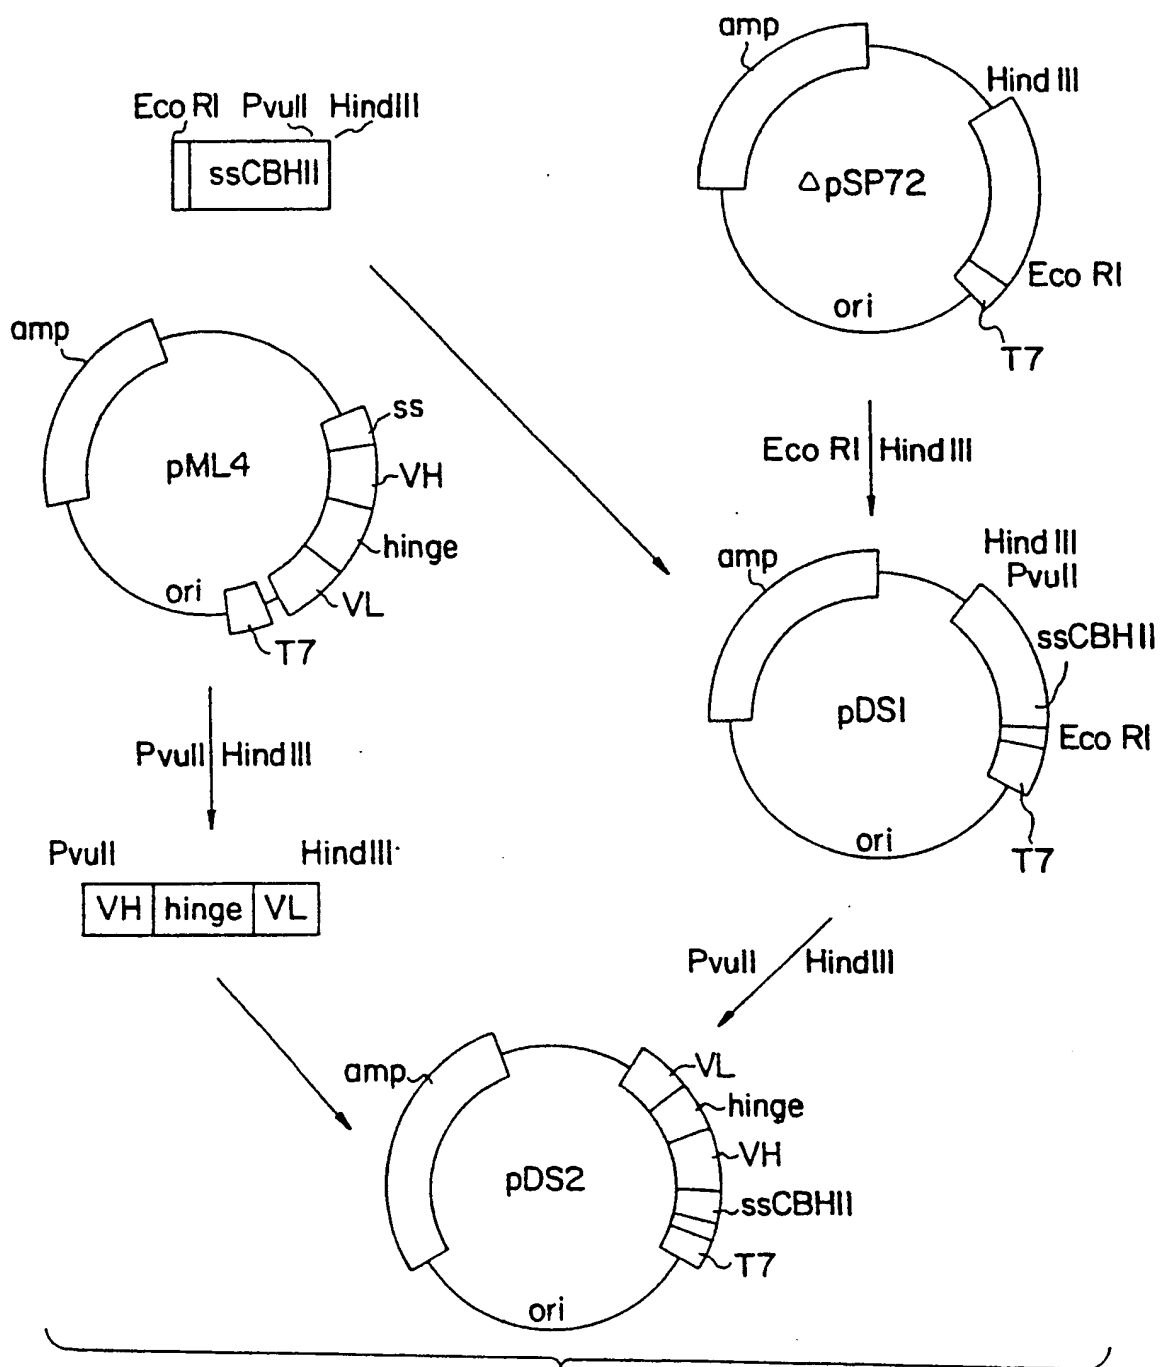 amp
Hind III
Δ pSP72
Eco RI
ori
T7
Eco RI PvuII HindIII
ssCBHII
amp
ss
pML4
VH
hinge
ori
VL
T7
Eco RI Hind III
amp
Hind III
PvuII
ssCBHII
pDS1
Eco RI
ori
T7
PvuII HindIII
PvuII HindIII
VH hinge VL
PvuII HindIII
amp
VL
hinge
VH
pDS2
ssCBHII
T7
ori